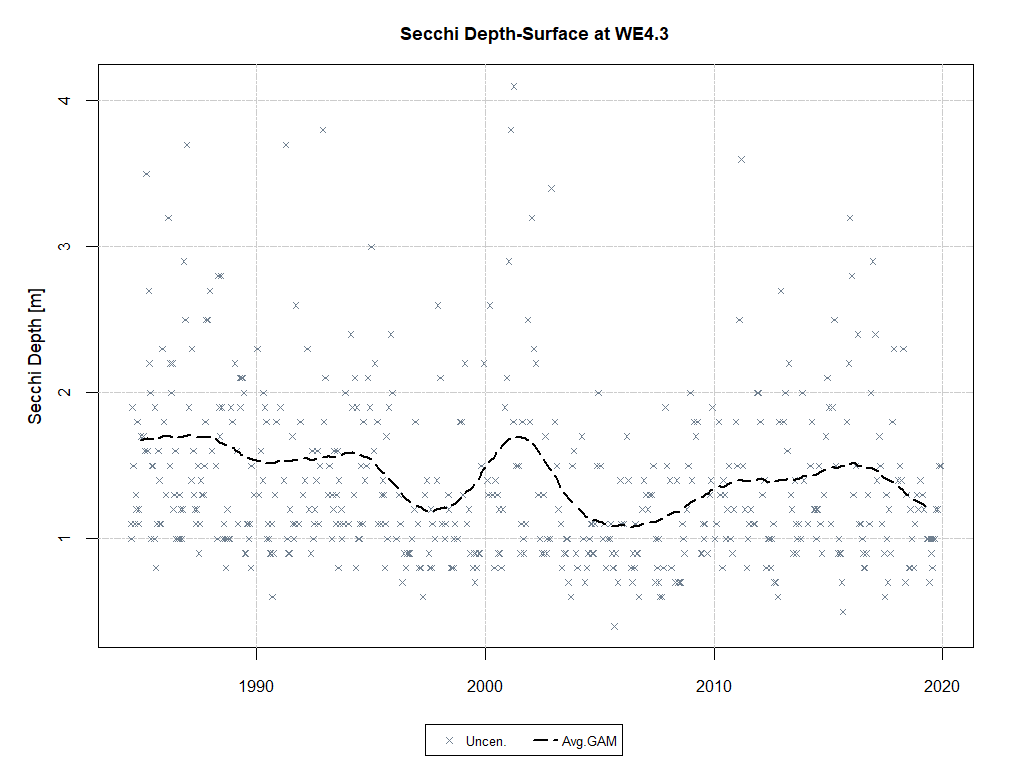 Secchi Depth-Surface at WE4.3
Secchi Depth [m]
4
3
2
1
1990 2000 2010 2020
Uncen. Avg.GAM